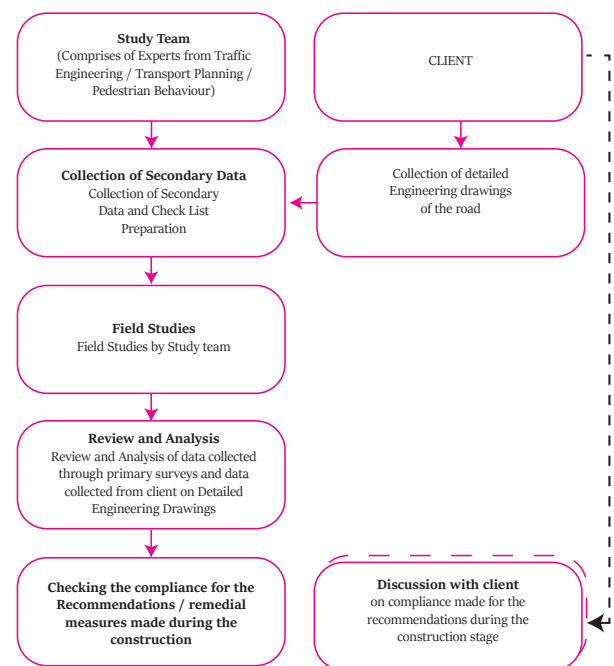 Study Team
(Comprises of Experts from Traffic
Engineering / Transport Planning /
Pedestrian Behaviour)
CLIENT
Collection of Secondary Data
Collection of Secondary
Data and Check List
Preparation
Collection of detailed
Engineering drawings
of the road
Field Studies
Field Studies by Study team
Review and Analysis
Review and Analysis of data collected
through primary surveys and data
collected from client on Detailed
Engineering Drawings
Checking the compliance for the
Recommendations / remedial
measures made during the
construction
Discussion with client
on compliance made for the
recommendations during the
construction stage